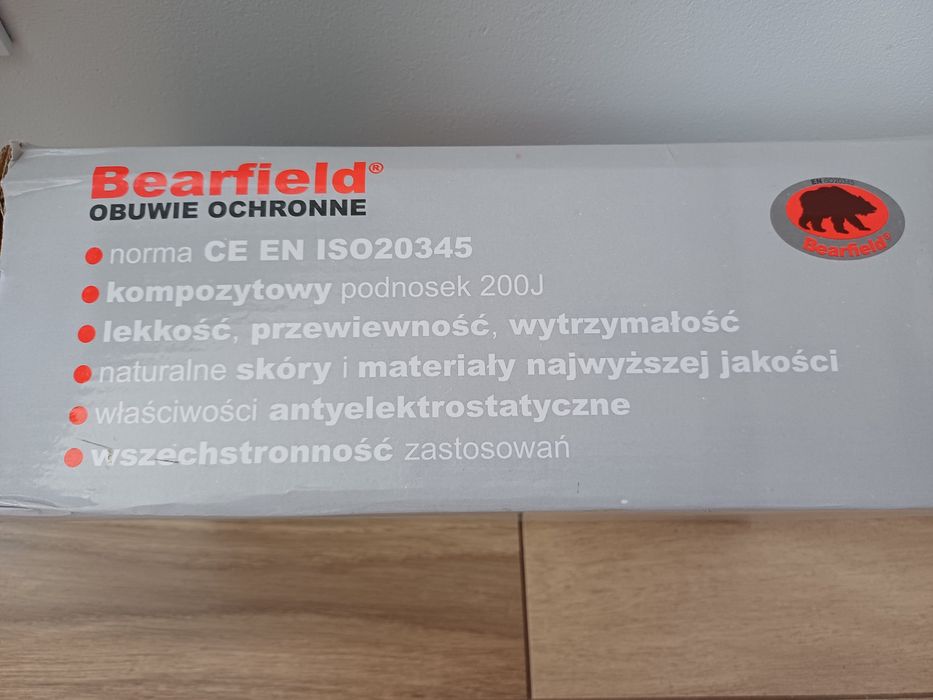 Bearfield®
OBUWIE OCHRONNE
norma CE EN ISO20345
kompozytowy podnosek 200J
lekkość, przewiewność, wytrzymałość
naturalne skóry i materiały najwyższej jakości
właściwości antyelektrostatyczne
wszechstronność zastosowań
EN ISO20345
Bearfield®